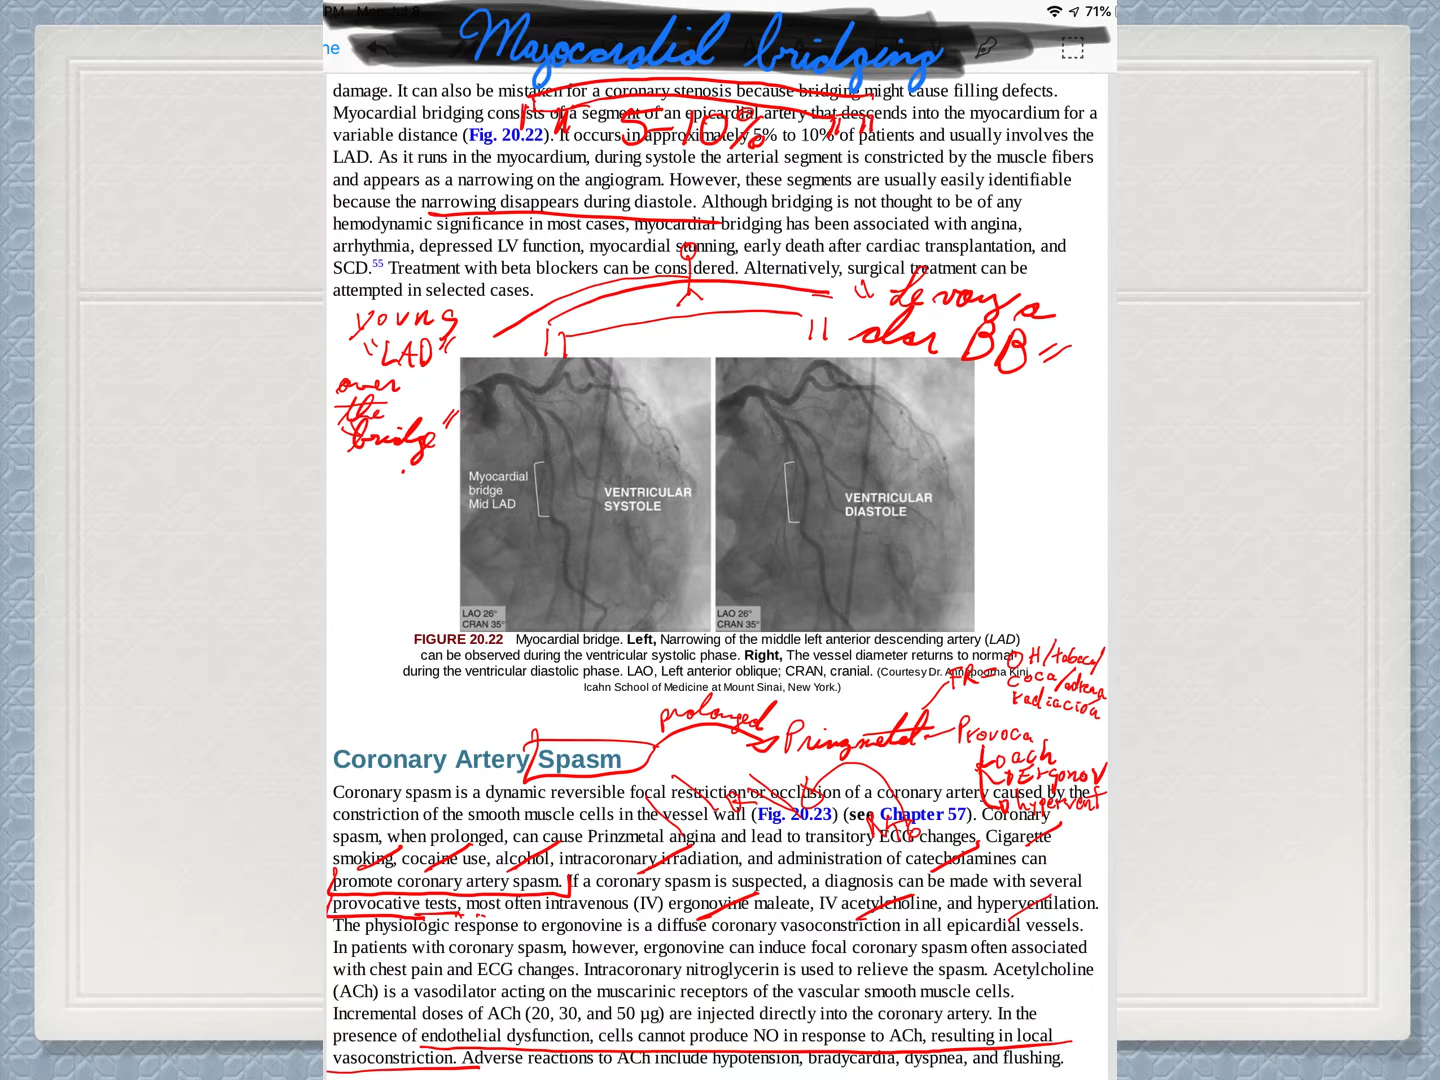 PM Mon Jul 8
71%
ne
Myocardial bridging
damage. It can also be mistaken for a coronary stenosis because bridging might cause filling defects.
Myocardial bridging consists of a segment of an epicardial artery that descends into the myocardium for a
5-10%
variable distance (Fig. 20.22). It occurs in approximately 5% to 10% of patients and usually involves the
LAD. As it runs in the myocardium, during systole the arterial segment is constricted by the muscle fibers
and appears as a narrowing on the angiogram. However, these segments are usually easily identifiable
because the narrowing disappears during diastole. Although bridging is not thought to be of any
hemodynamic significance in most cases, myocardial bridging has been associated with angina,
arrhythmia, depressed LV function, myocardial stunning, early death after cardiac transplantation, and
SCD.55 Treatment with beta blockers can be considered. Alternatively, surgical treatment can be
attempted in selected cases.
"Le voy a
dar BB"
young
"LAD"
over
the
bridge"
Myocardial
bridge
Mid LAD
VENTRICULAR
SYSTOLE
LAO 26°
CRAN 35°
VENTRICULAR
DIASTOLE
LAO 26°
CRAN 35°
FIGURE 20.22 Myocardial bridge. Left, Narrowing of the middle left anterior descending artery (LAD)
can be observed during the ventricular systolic phase. Right, The vessel diameter returns to normal
during the ventricular diastolic phase. LAO, Left anterior oblique; CRAN, cranial. (Courtesy Dr. Annapoorna Kini,
Icahn School of Medicine at Mount Sinai, New York.)
FR- OH/tabaco/
coca/
radiacion
prolonged
Prinzmetal - Provoca
ach
Ergonov
hypervent
Coronary Artery Spasm
Coronary spasm is a dynamic reversible focal restriction or occlusion of a coronary artery caused by the
constriction of the smooth muscle cells in the vessel wall (Fig. 20.23) (see Chapter 57). Coronary
spasm, when prolonged, can cause Prinzmetal angina and lead to transitory ECG changes. Cigarette
smoking, cocaine use, alcohol, intracoronary irradiation, and administration of catecholamines can
promote coronary artery spasm. If a coronary spasm is suspected, a diagnosis can be made with several
provocative tests, most often intravenous (IV) ergonovine maleate, IV acetylcholine, and hyperventilation.
The physiologic response to ergonovine is a diffuse coronary vasoconstriction in all epicardial vessels.
In patients with coronary spasm, however, ergonovine can induce focal coronary spasm often associated
with chest pain and ECG changes. Intracoronary nitroglycerin is used to relieve the spasm. Acetylcholine
(ACh) is a vasodilator acting on the muscarinic receptors of the vascular smooth muscle cells.
Incremental doses of ACh (20, 30, and 50 µg) are injected directly into the coronary artery. In the
presence of endothelial dysfunction, cells cannot produce NO in response to ACh, resulting in local
vasoconstriction. Adverse reactions to ACh include hypotension, bradycardia, dyspnea, and flushing.